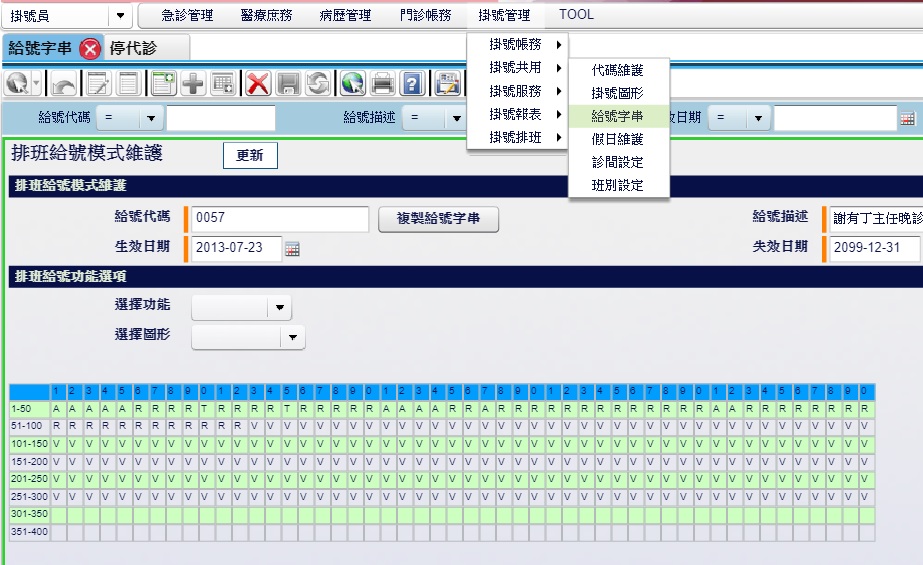 掛號員 急診管理 醫療庶務 病歷管理 門診帳務 掛號管理 TOOL
給號字串 停代診
掛號帳務
掛號共用
掛號服務
掛號報表
掛號排班
代碼維護
掛號圖形
給號字串
假日維護
診間設定
班別設定
給號代碼 = 給號描述 = 日期 =
排班給號模式維護 更新
排班給號模式維護
給號代碼 0057 複製給號字串 給號描述 謝有丁主任晚診
生效日期 2013-07-23 失效日期 2099-12-31
排班給號功能選項
選擇功能
選擇圖形
1 2 3 4 5 6 7 8 9 0 1 2 3 4 5 6 7 8 9 0 1 2 3 4 5 6 7 8 9 0 1 2 3 4 5 6 7 8 9 0 1 2 3 4 5 6 7 8 9 0
1-50 A A A A A R R R R T R R R R T R R R R R A A A A R R A R R R R R R R R R R R R R A A R R R R R R R R
51-100 R R R R R R R R R R R R V V V V V V V V V V V V V V V V V V V V V V V V V V V V V V V V V V V V V V
101-150 V V V V V V V V V V V V V V V V V V V V V V V V V V V V V V V V V V V V V V V V V V V V V V V V V V
151-200 V V V V V V V V V V V V V V V V V V V V V V V V V V V V V V V V V V V V V V V V V V V V V V V V V V
201-250 V V V V V V V V V V V V V V V V V V V V V V V V V V V V V V V V V V V V V V V V V V V V V V V V V V
251-300 V V V V V V V V V V V V V V V V V V V V V V V V V V V V V V V V V V V V V V V V V V V V V V V V V V
301-350
351-400